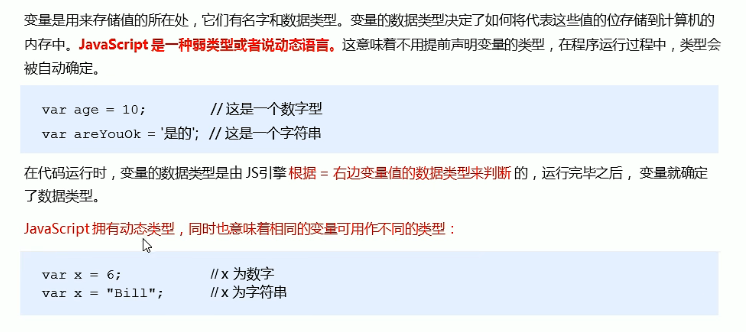 变量是用来存储值的所在处，它们有名字和数据类型。变量的数据类型决定了如何将代表这些值的位存储到计算机的
内存中。JavaScript 是一种弱类型或者说动态语言。这意味着不用提前声明变量的类型，在程序运行过程中，类型会
被自动确定。
var age = 10; // 这是一个数字型
var areYouOk = '是的'; // 这是一个字符串
在代码运行时，变量的数据类型是由 JS引擎 根据 = 右边变量值的数据类型来判断 的，运行完毕之后， 变量就确定
了数据类型。
JavaScript 拥有动态类型，同时也意味着相同的变量可用作不同的类型：
var x = 6; // x 为数字
var x = "Bill"; // x 为字符串